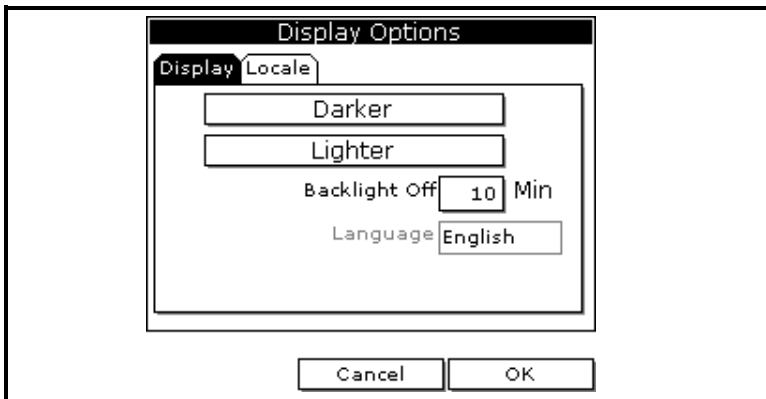 Display Options
Display Locale
Darker
Lighter
Backlight Off 10 Min
Language English
Cancel OK